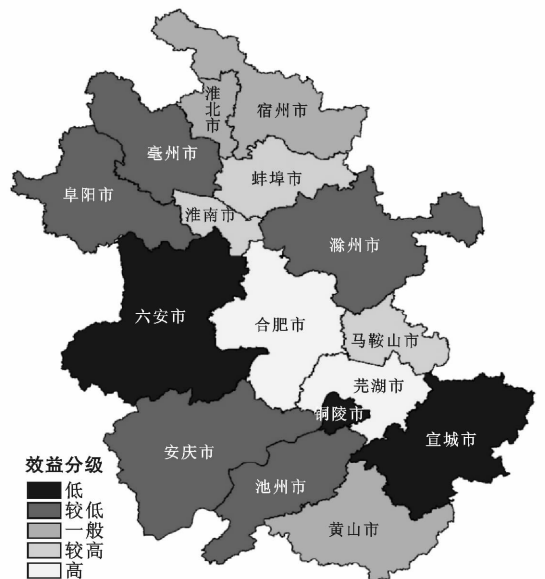 淮北市
宿州市
亳州市
蚌埠市
阜阳市
淮南市
滁州市
六安市
合肥市
马鞍山市
芜湖市
铜陵市
宣城市
安庆市
池州市
黄山市
效益分级
低
较低
一般
较高
高